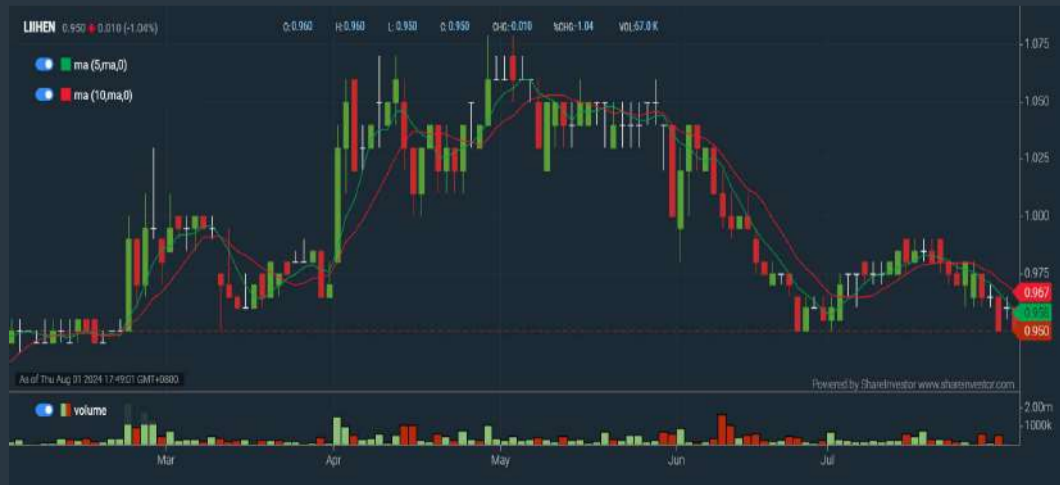 LIIHEN 0.950 0.010 (-1.04%) O:0.960 H:0.960 L:0.950 C:0.950 CHG:-0.010 %CHG:-1.04 VOL:67.0 K
ma (5,ma,0)
ma (10,ma,0)
1.075
1.050
1.025
1.000
0.975
0.967
0.950
As of Thu Aug 01 2024 17:49:01 GMT+0800
Powered by ShareInvestor www.shareinvestor.com
volume
2.00m
1000k
Mar Apr May Jun Jul